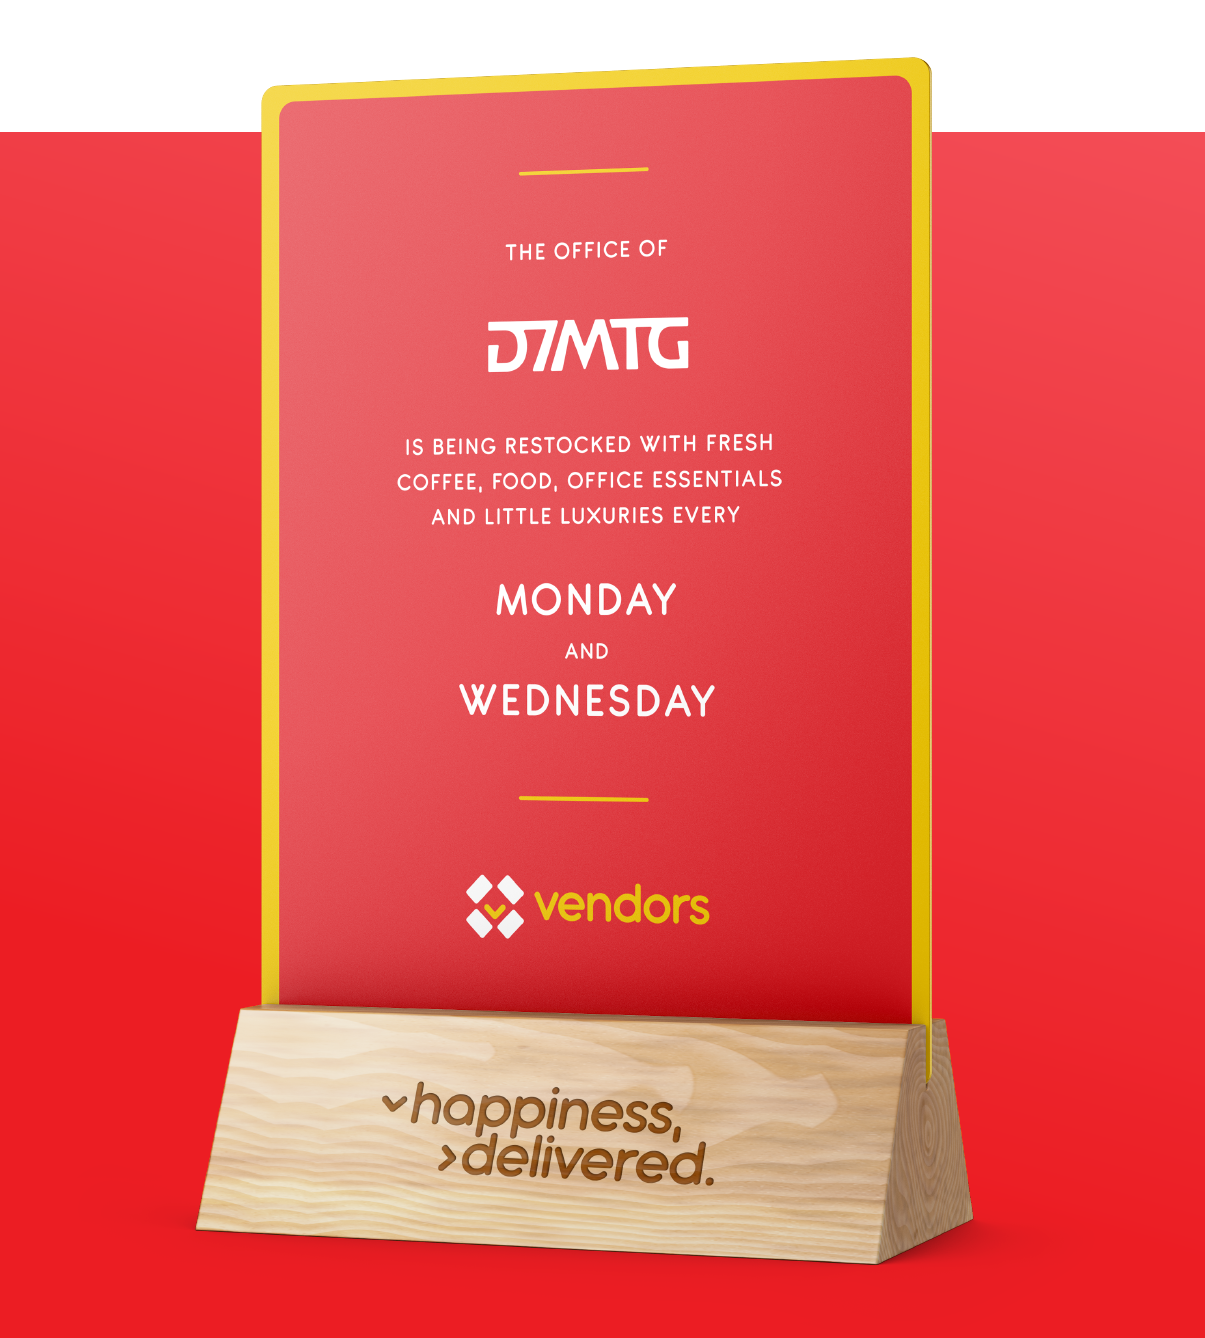 THE OFFICE OF
D7MTG
IS BEING RESTOCKED WITH FRESH
COFFEE, FOOD, OFFICE ESSENTIALS
AND LITTLE LUXURIES EVERY
MONDAY
AND
WEDNESDAY
vendors
happiness,
delivered.